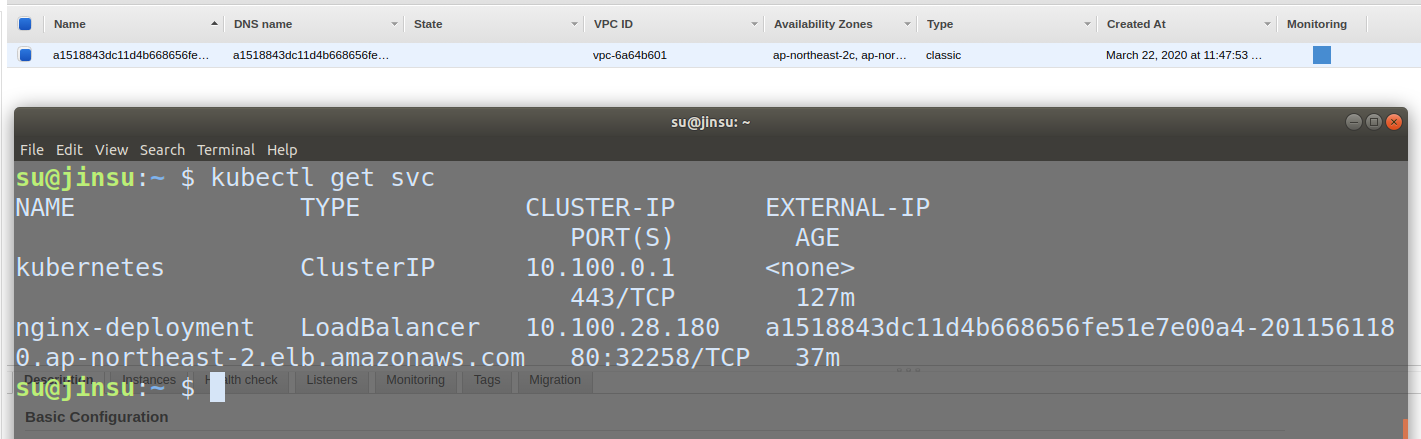 Name DNS name State VPC ID Availability Zones Type Created At Monitoring
a1518843dc11d4b668656fe... a1518843dc11d4b668656fe... vpc-6a64b601 ap-northeast-2c, ap-nor... classic March 22, 2020 at 11:47:53 ...
su@jinsu: ~
File Edit View Search Terminal Help
su@jinsu:~ $ kubectl get svc
NAME TYPE CLUSTER-IP EXTERNAL-IP
PORT(S) AGE
kubernetes ClusterIP 10.100.0.1 <none>
443/TCP 127m
nginx-deployment LoadBalancer 10.100.28.180 a1518843dc11d4b668656fe51e7e00a4-201156118
0.ap-northeast-2.elb.amazonaws.com 80:32258/TCP 37m
Description Instances Health check Listeners Monitoring Tags Migration
su@jinsu:~ $
Basic Configuration